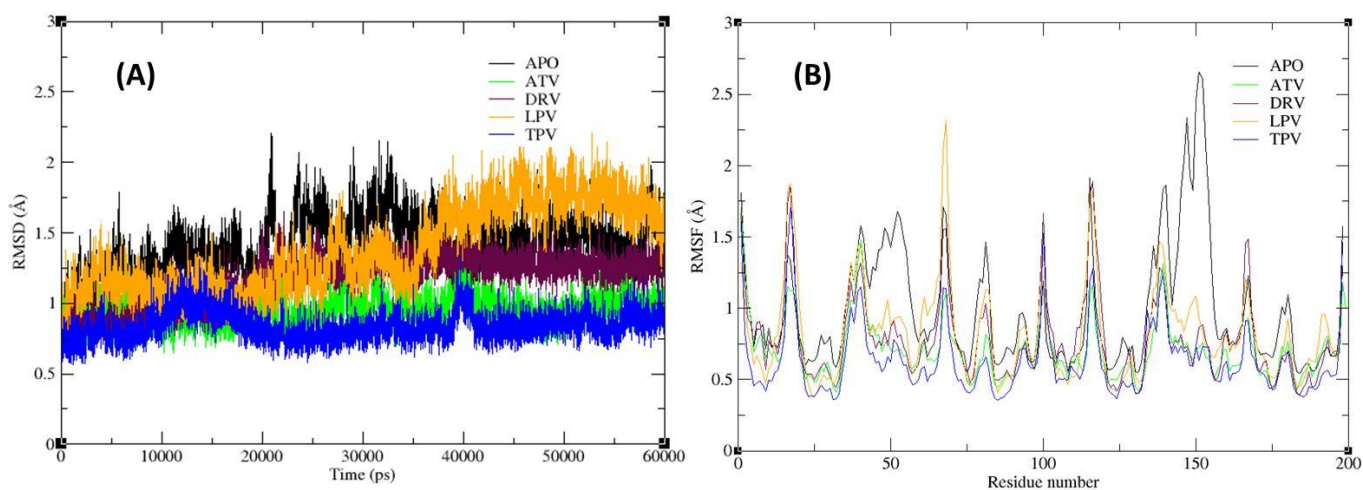 (A)
APO
ATV
DRV
LPV
TPV
RMSD (Å)
3
2.5
2
1.5
1
0.5
0
0
10000
20000
30000
40000
50000
60000
Time (ps)
(B)
APO
ATV
DRV
LPV
TPV
RMSF (Å)
3
2.5
2
1.5
1
0.5
0
0
50
100
150
200
Residue number